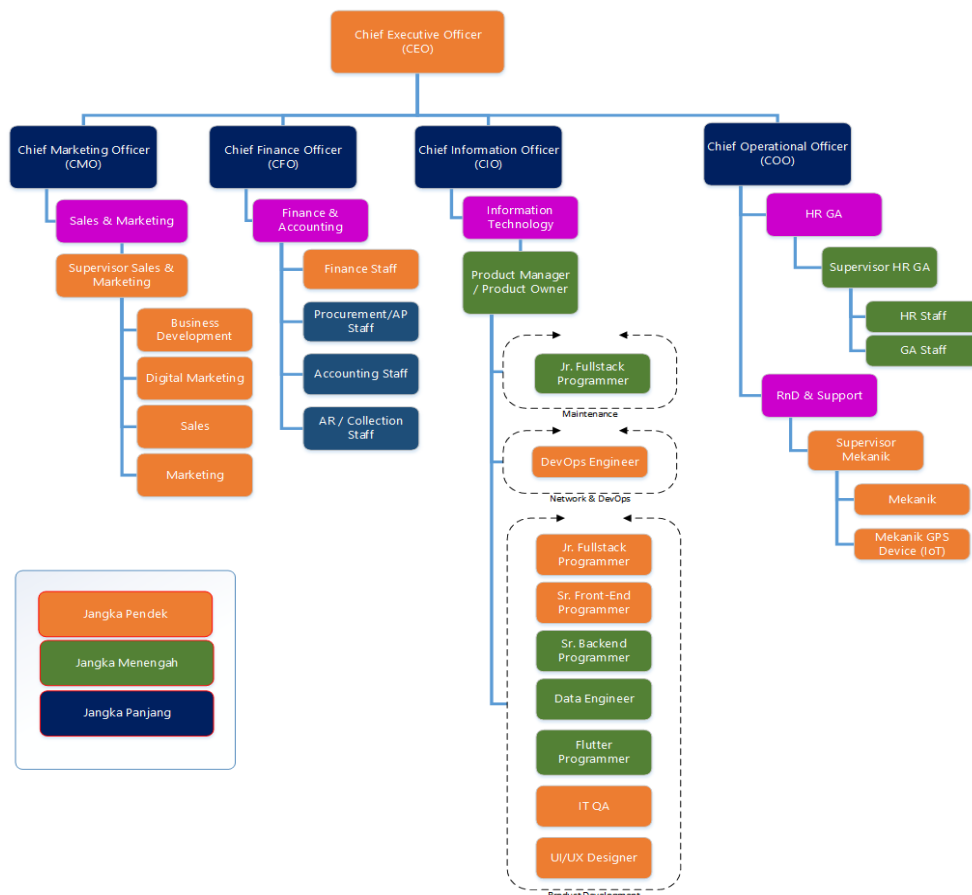 Chief Executive Officer
(CEO)
Chief Marketing Officer
(CMO)
Chief Finance Officer
(CFO)
Chief Information Officer
(CIO)
Chief Operational Officer
(COO)
Sales & Marketing
Supervisor Sales &
Marketing
Business
Development
Digital Marketing
Sales
Marketing
Finance &
Accounting
Finance Staff
Procurement/AP
Staff
Accounting Staff
AR / Collection
Staff
Information
Technology
Product Manager
/ Product Owner
Jr. Fullstack
Programmer
Maintenance
DevOps Engineer
Network & DevOps
Jr. Fullstack
Programmer
Sr. Front-End
Programmer
Sr. Backend
Programmer
Data Engineer
Flutter
Programmer
IT QA
UI/UX Designer
Product Development
HR GA
Supervisor HR GA
HR Staff
GA Staff
RnD & Support
Supervisor
Mekanik
Mekanik
Mekanik GPS
Device (IoT)
Jangka Pendek
Jangka Menengah
Jangka Panjang